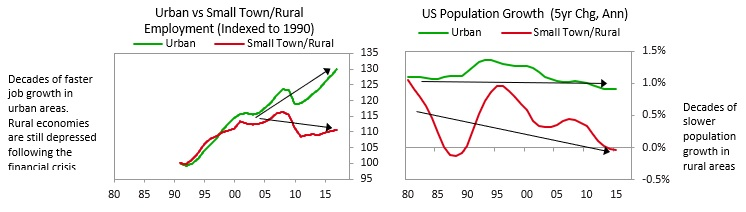 Urban vs Small Town/Rural
Employment (Indexed to 1990)
Urban
Small Town/Rural
135
130
125
120
115
110
105
100
95
80
85
90
95
00
05
10
15
Decades of faster
job growth in
urban areas.
Rural economies
are still depressed
following the
financial crisis
US Population Growth (5yr Chg, Ann)
Urban
Small Town/Rural
1.5%
1.0%
0.5%
0.0%
-0.5%
80
85
90
95
00
05
10
15
Decades of
slower
population
growth in
rural areas